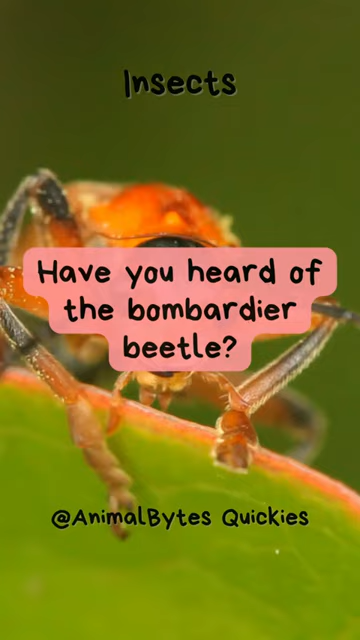 Insects
Have you heard of
the bombardier
beetle?
@AnimalBytes Quickies